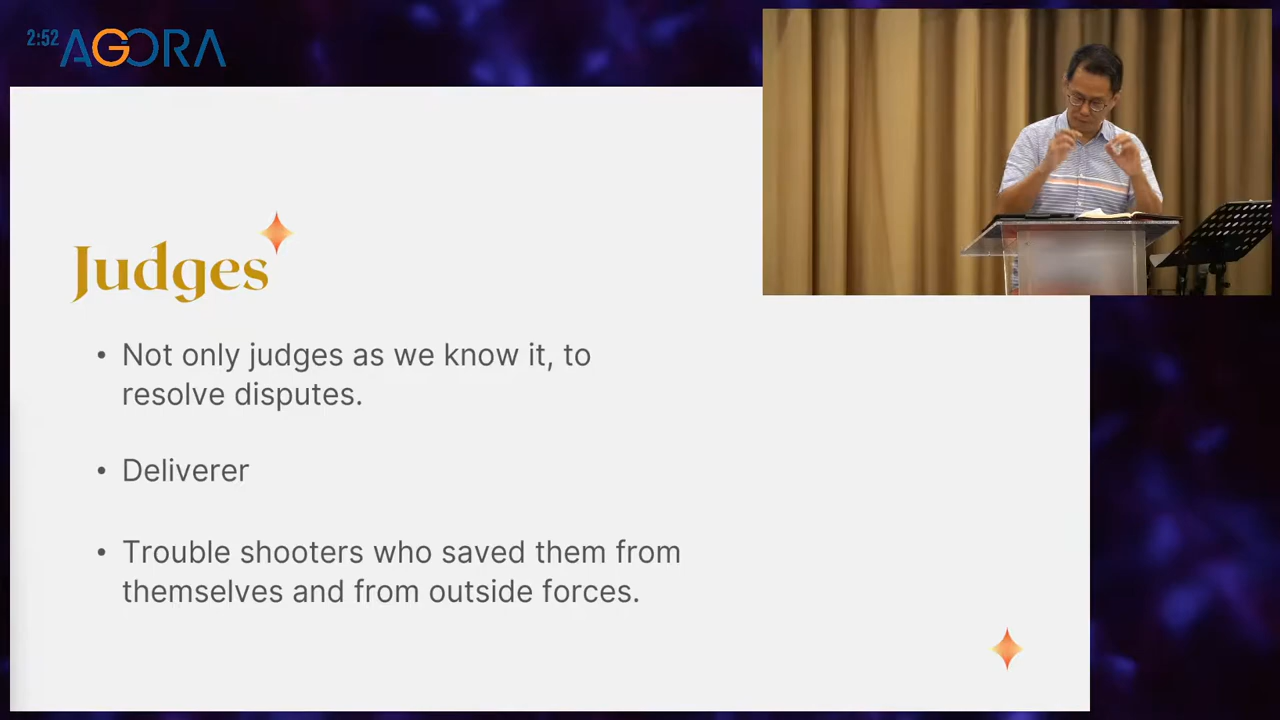 2:52 AGORA
Judges
• Not only judges as we know it, to
resolve disputes.
• Deliverer
• Trouble shooters who saved them from
themselves and from outside forces.